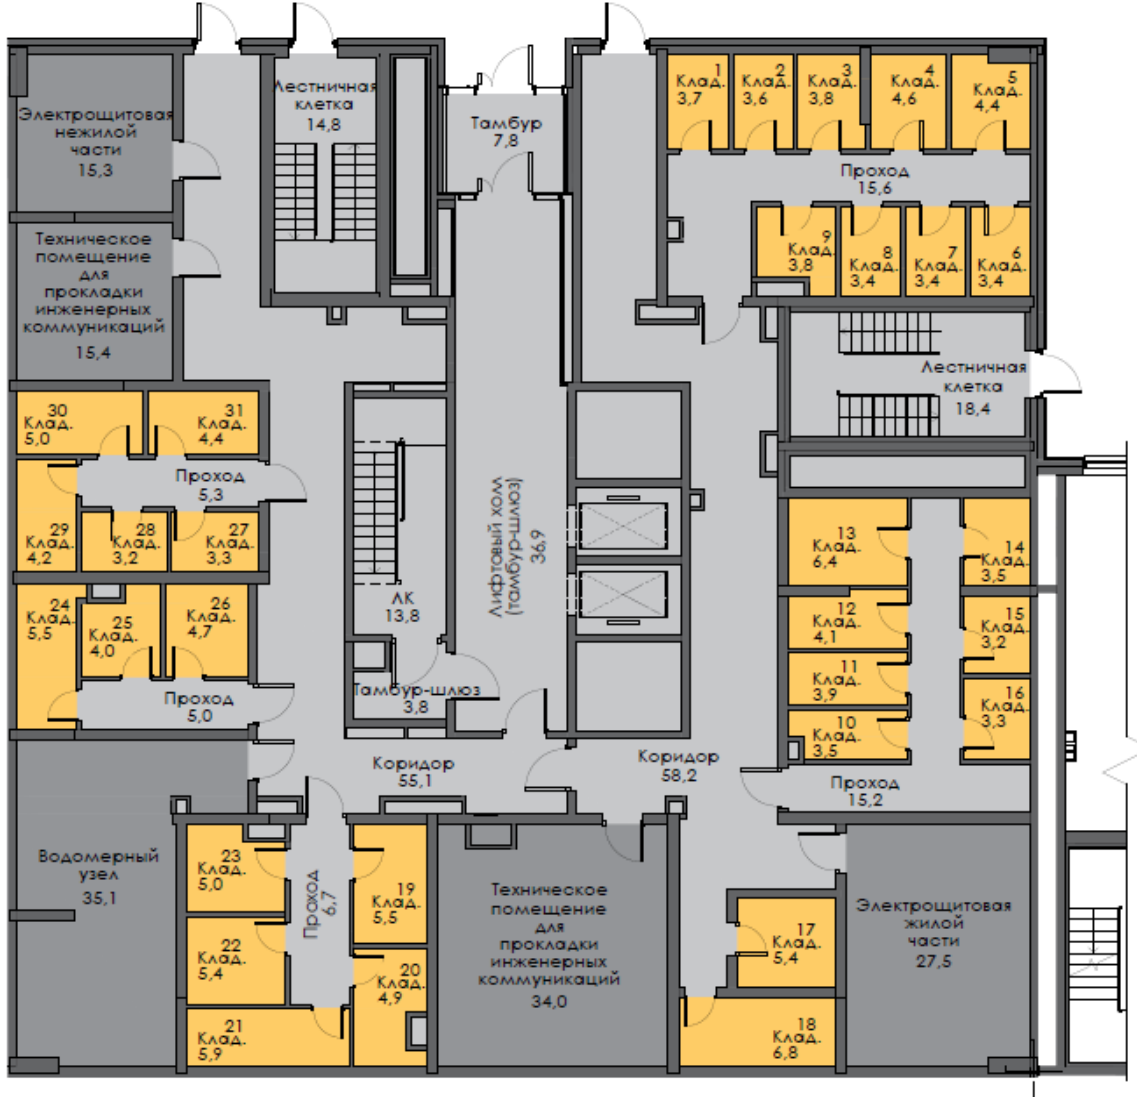 Электрощитовая
нежилой
части
15,3
Лестничная
клетка
14,8
Тамбур
7,8
1
Клад.
3,7
2
Клад.
3,6
3
Клад.
3,8
4
Клад.
4,6
5
Клад.
4,4
Проход
15,6
9
Клад.
3,8
8
Клад.
3,4
7
Клад.
3,4
6
Клад.
3,4
Техническое
помещение
для
прокладки
инженерных
коммуникаций
15,4
Лестничная
клетка
18,4
30
Клад.
5,0
31
Клад.
4,4
Проход
5,3
29
Клад.
4,2
28
Клад.
3,2
27
Клад.
3,3
Лифтовый холл
(тамбур-шлюз)
36,9
13
Клад.
6,4
14
Клад.
3,5
24
Клад.
5,5
25
Клад.
4,0
26
Клад.
4,7
ЛК
13,8
12
Клад.
4,1
15
Клад.
3,2
11
Клад.
3,9
16
Клад.
3,3
Проход
5,0
Тамбур-шлюз
3,8
10
Клад.
3,5
Коридор
55,1
Коридор
58,2
Проход
15,2
Водомерный
узел
35,1
23
Клад.
5,0
Проход
6,7
19
Клад.
5,5
22
Клад.
5,4
20
Клад.
4,9
21
Клад.
5,9
Техническое
помещение
для
прокладки
инженерных
коммуникаций
34,0
17
Клад.
5,4
18
Клад.
6,8
Электрощитовая
жилой
части
27,5